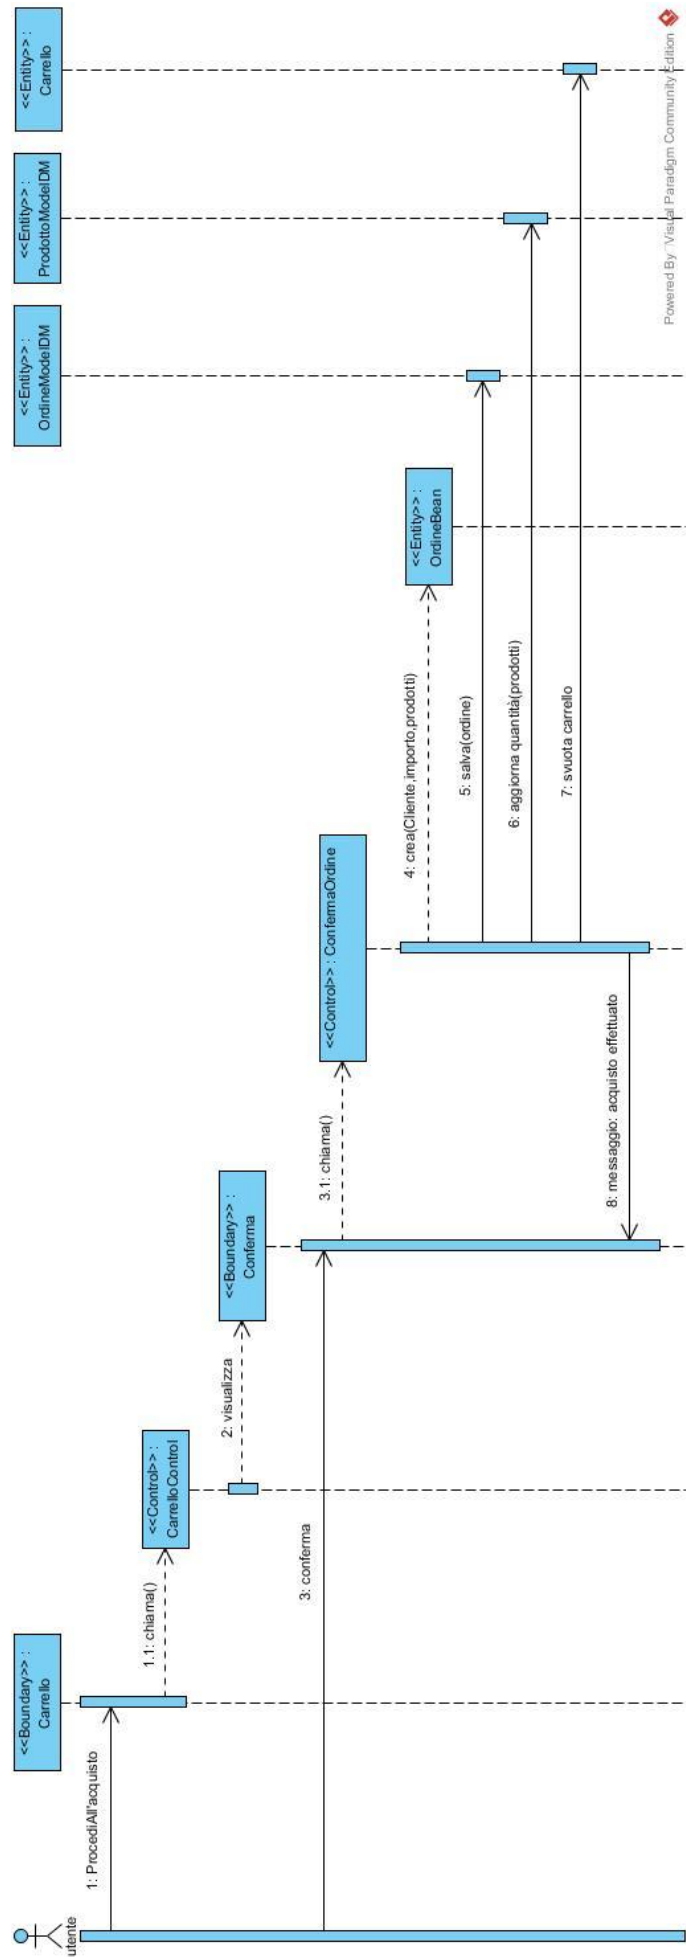 utente
<<Boundary>> :
Carrello
<<Control>> :
CarrelloControl
<<Boundary>> :
Conferma
<<Control>> : ConfermaOrdine
<<Entity>> :
OrdineBean
<<Entity>> :
OrdineModelDM
<<Entity>> :
ProdottoModelDM
<<Entity>> :
Carrello
1: ProcediAll'acquisto
1.1: chiama()
2: visualizza
3: conferma
3.1: chiama()
4: crea(Cliente,importo,prodotti)
5: salva(ordine)
6: aggiorna quantità(prodotti)
7: svuota carrello
8: messaggio: acquisto effettuato
Powered By Visual Paradigm Community Edition